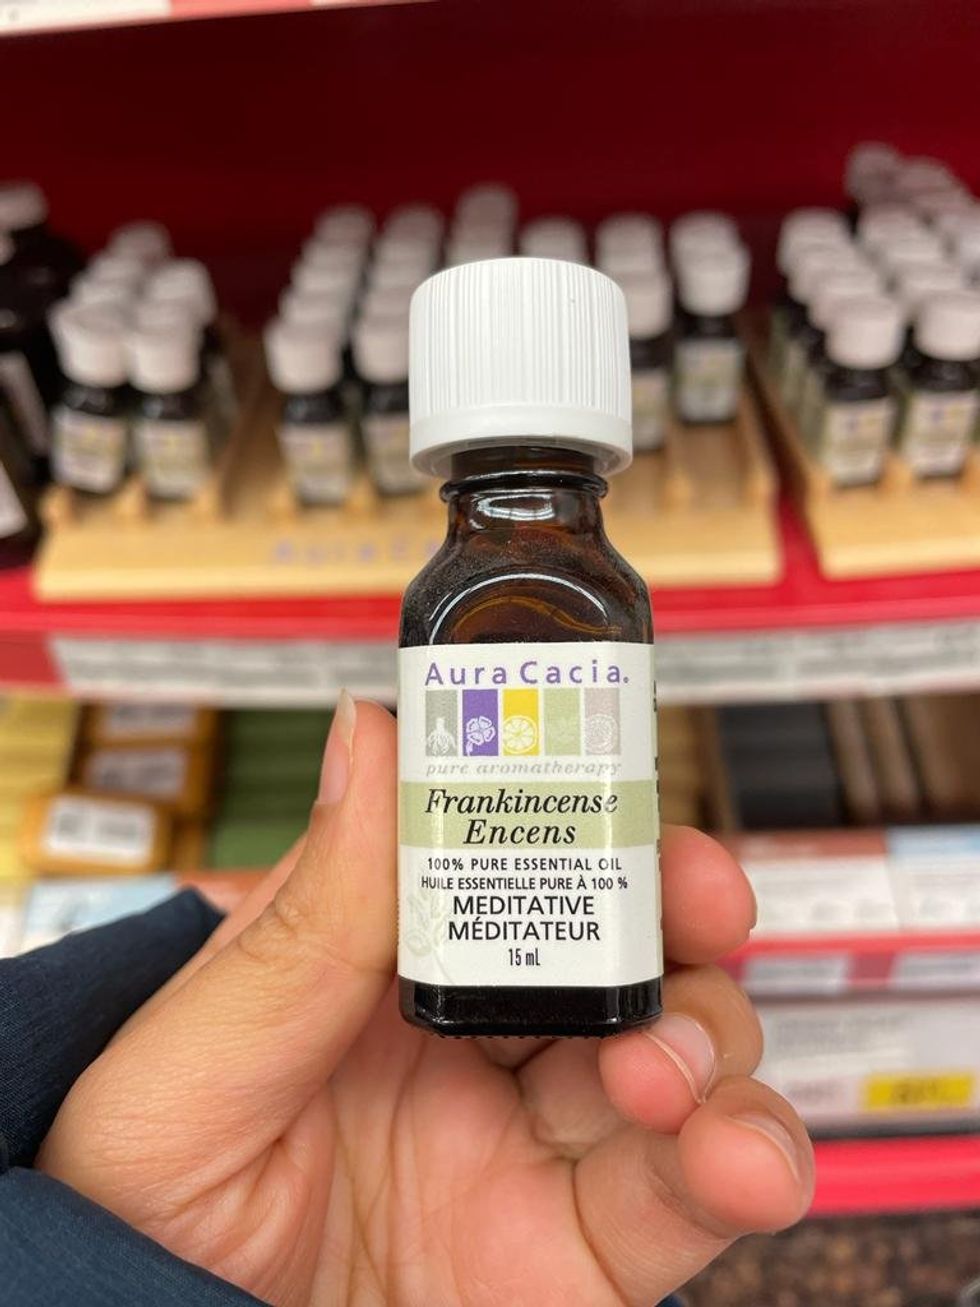 Aura Cacia
pure aromatherapy
Frankincense
Encens
100% PURE ESSENTIAL OIL
HUILE ESSENTIELLE PURE À 100 %
MEDITATIVE
MÉDITATEUR
15 mL